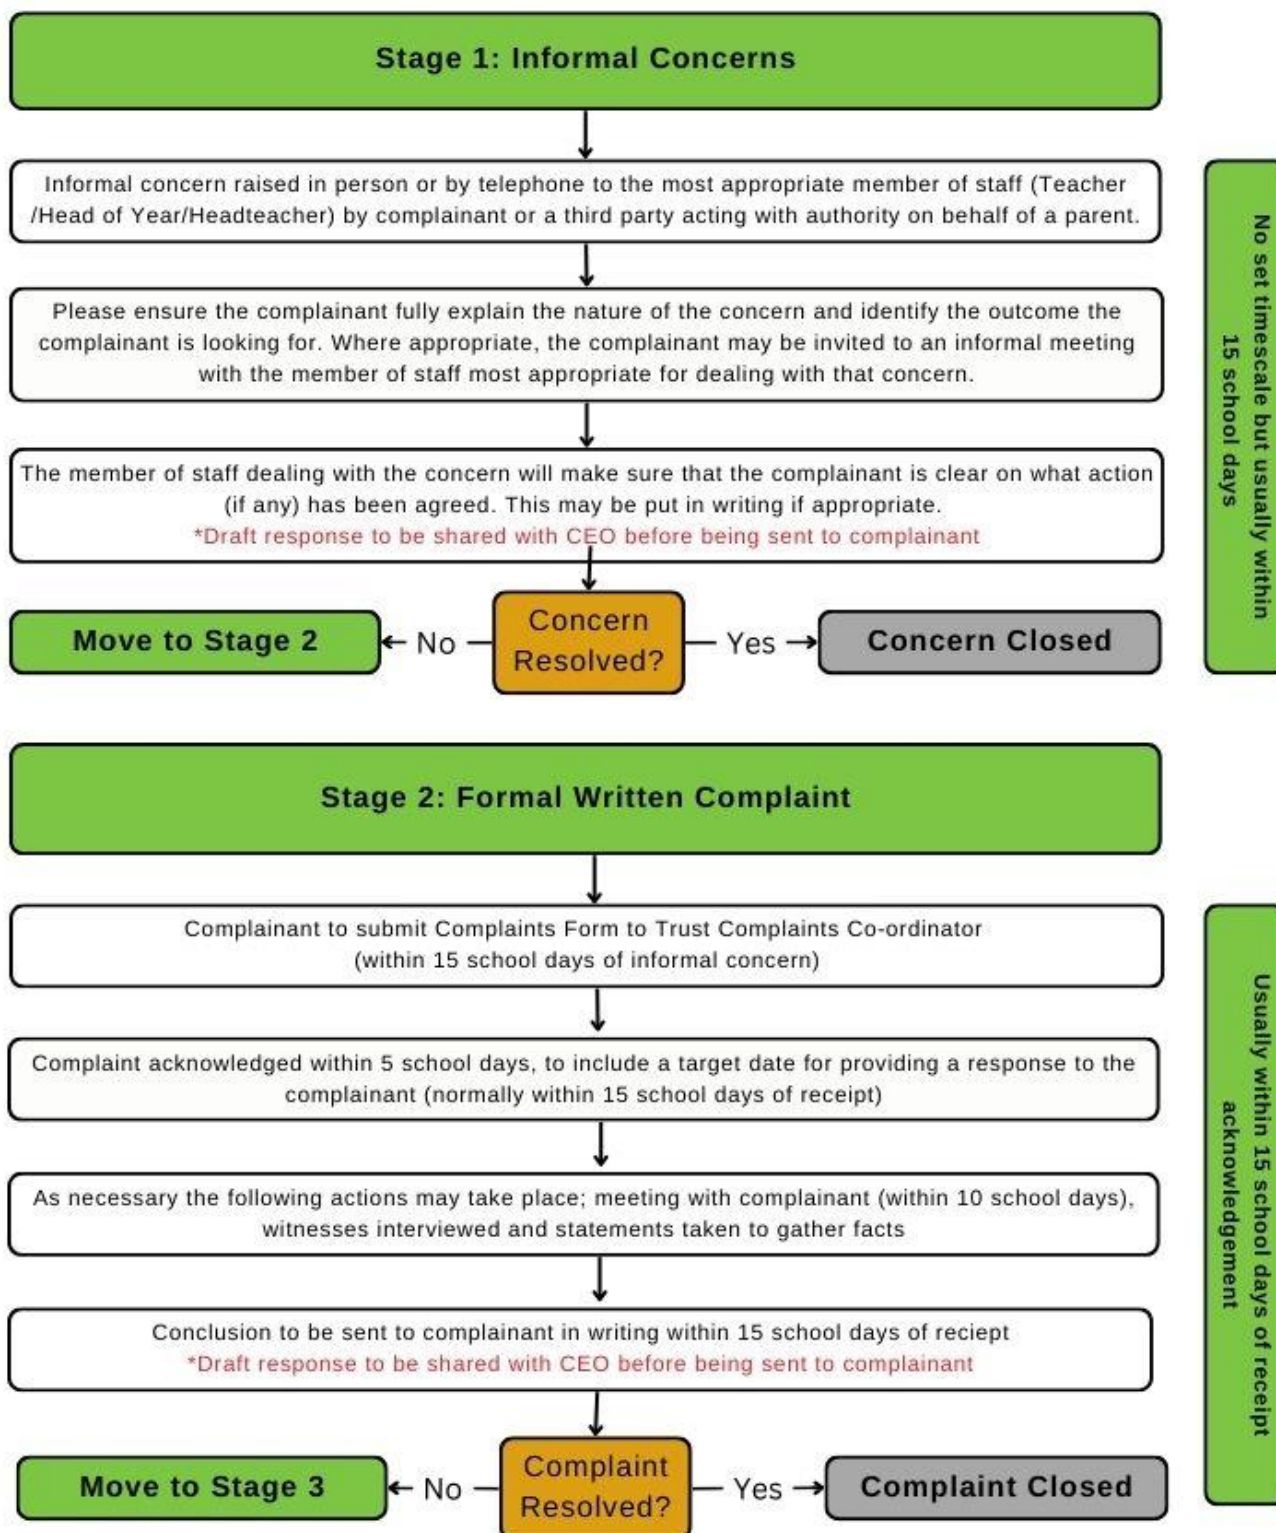 Stage 1: Informal Concerns
Informal concern raised in person or by telephone to the most appropriate member of staff (Teacher
/Head of Year/Headteacher) by complainant or a third party acting with authority on behalf of a parent.
Please ensure the complainant fully explain the nature of the concern and identify the outcome the
complainant is looking for. Where appropriate, the complainant may be invited to an informal meeting
with the member of staff most appropriate for dealing with that concern.
The member of staff dealing with the concern will make sure that the complainant is clear on what action
(if any) has been agreed. This may be put in writing if appropriate.
*Draft response to be shared with CEO before being sent to complainant
Move to Stage 2
No
Concern
Resolved?
Yes
Concern Closed
No set timescale but usually within
15 school days
Stage 2: Formal Written Complaint
Complainant to submit Complaints Form to Trust Complaints Co-ordinator
(within 15 school days of informal concern)
Complaint acknowledged within 5 school days, to include a target date for providing a response to the
complainant (normally within 15 school days of receipt)
As necessary the following actions may take place; meeting with complainant (within 10 school days),
witnesses interviewed and statements taken to gather facts
Conclusion to be sent to complainant in writing within 15 school days of reciept
*Draft response to be shared with CEO before being sent to complainant
Move to Stage 3
No
Complaint
Resolved?
Yes
Complaint Closed
Usually within 15 school days of receipt
acknowledgement